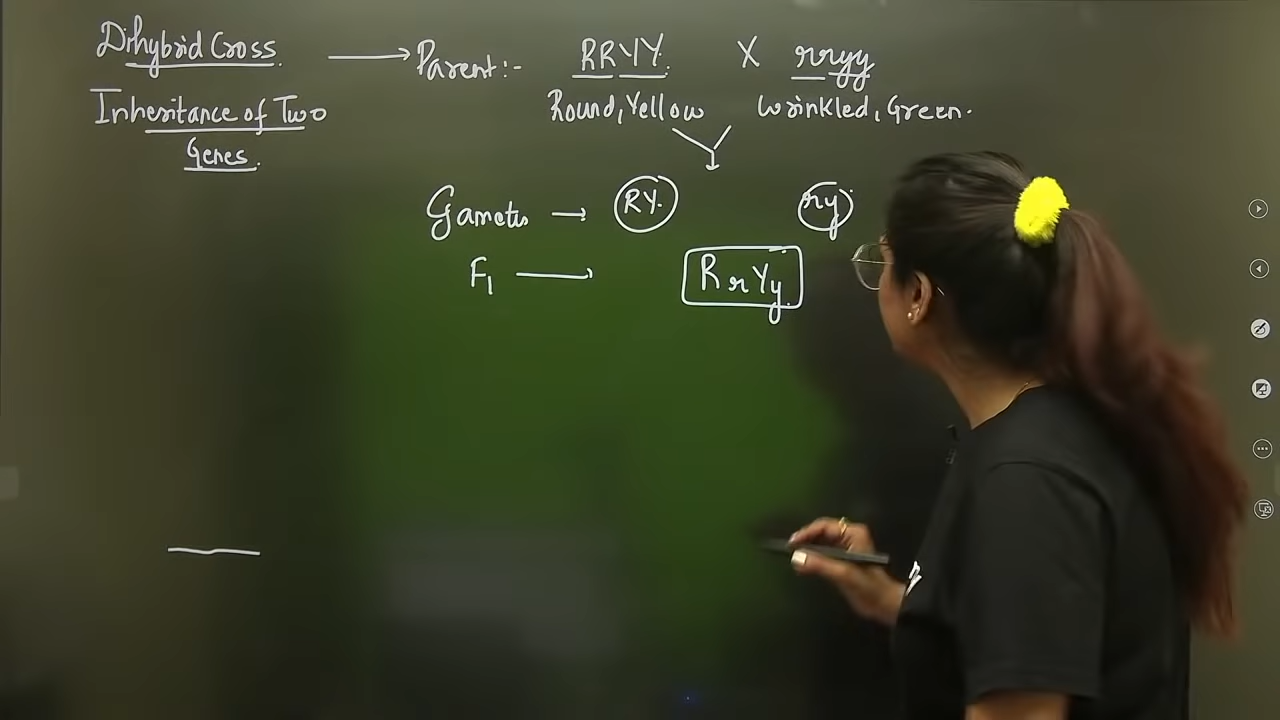 Dihybrid Cross.
Inheritance of Two
Genes.
Parent:- RRYY. X rryy
Round, Yellow Wrinkled, Green.
Gametes → RY. ry
F1 → RrYy